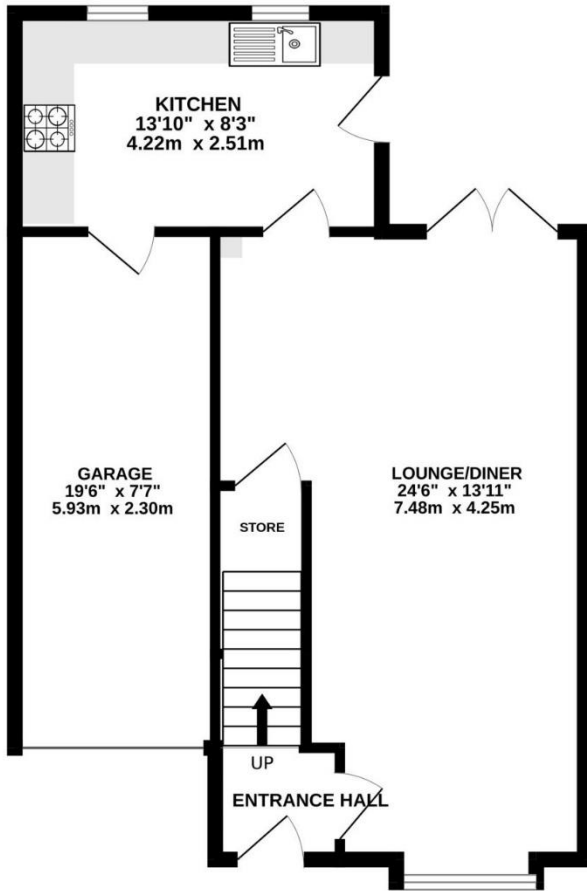 KITCHEN
13'10" x 8'3"
4.22m x 2.51m
GARAGE
19'6" x 7'7"
5.93m x 2.30m
LOUNGE/DINER
24'6" x 13'11"
7.48m x 4.25m
STORE
UP
ENTRANCE HALL